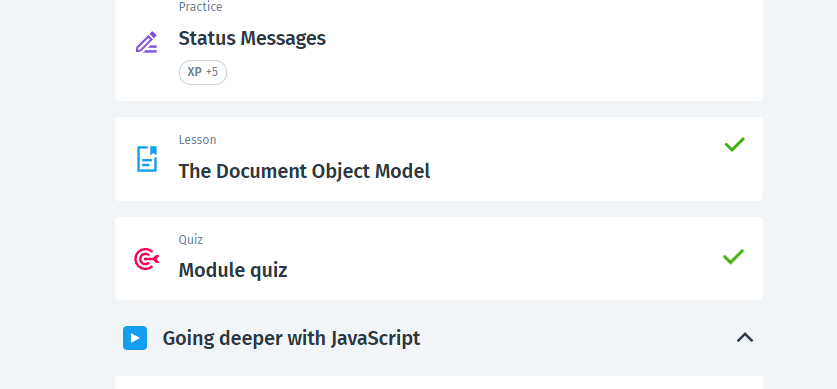 Practice
Status Messages
XP +5
Lesson
The Document Object Model
Quiz
Module quiz
Going deeper with JavaScript